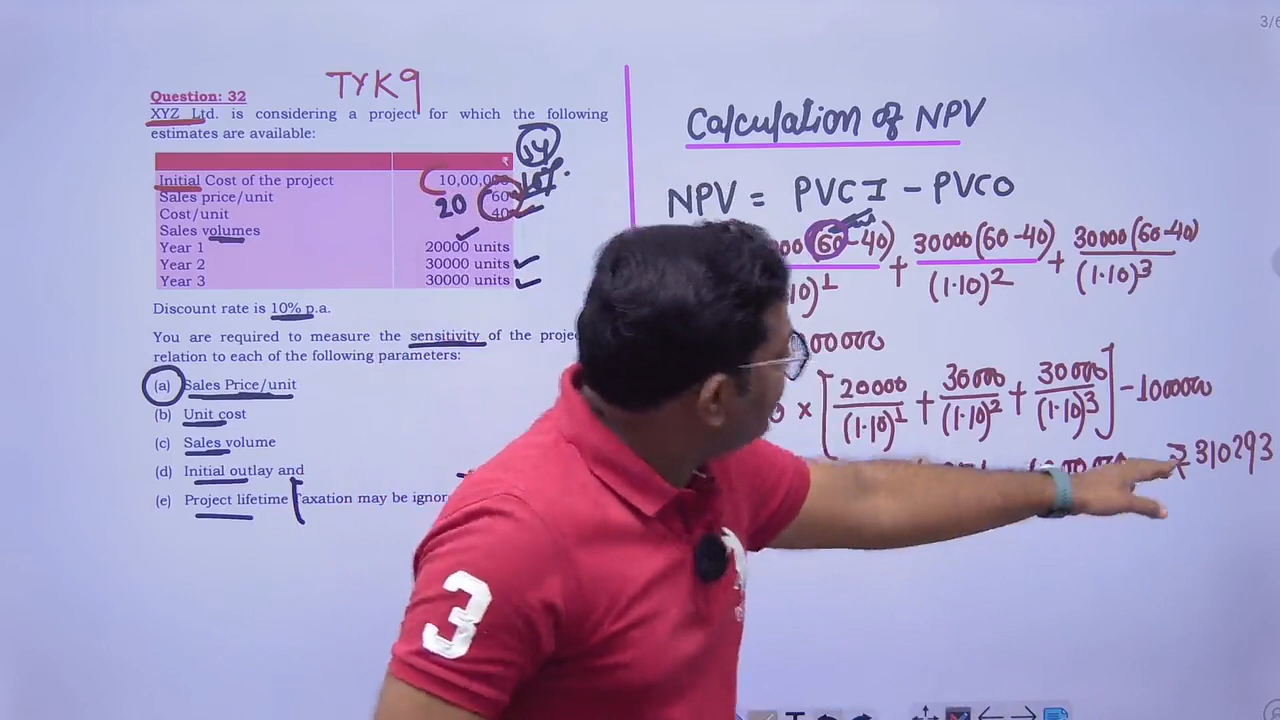 3/6
TYK9
Question: 32
XYZ Ltd. is considering a project for which the following
estimates are available:
₹
14
Initial Cost of the project 10,00,000
Sales price/unit 60
20
Cost/unit 40
Sales volumes
Year 1 20000 units
Year 2 30000 units
Year 3 30000 units
Discount rate is 10% p.a.
You are required to measure the sensitivity of the
relation to each of the following parameters:
(a) Sales Price/unit
(b) Unit cost
(c) Sales volume
(d) Initial outlay and
(e) Project lifetime Taxation may be
Calculation of NPV
NPV = PVCI - PVCO
(60-40) + 30000(60-40)/(1.10)^2 + 30000(60-40)/(1.10)^3
× [20000/(1.10)^1 + 30000/(1.10)^2 + 30000/(1.10)^3] - 1000000
₹ 310293
3